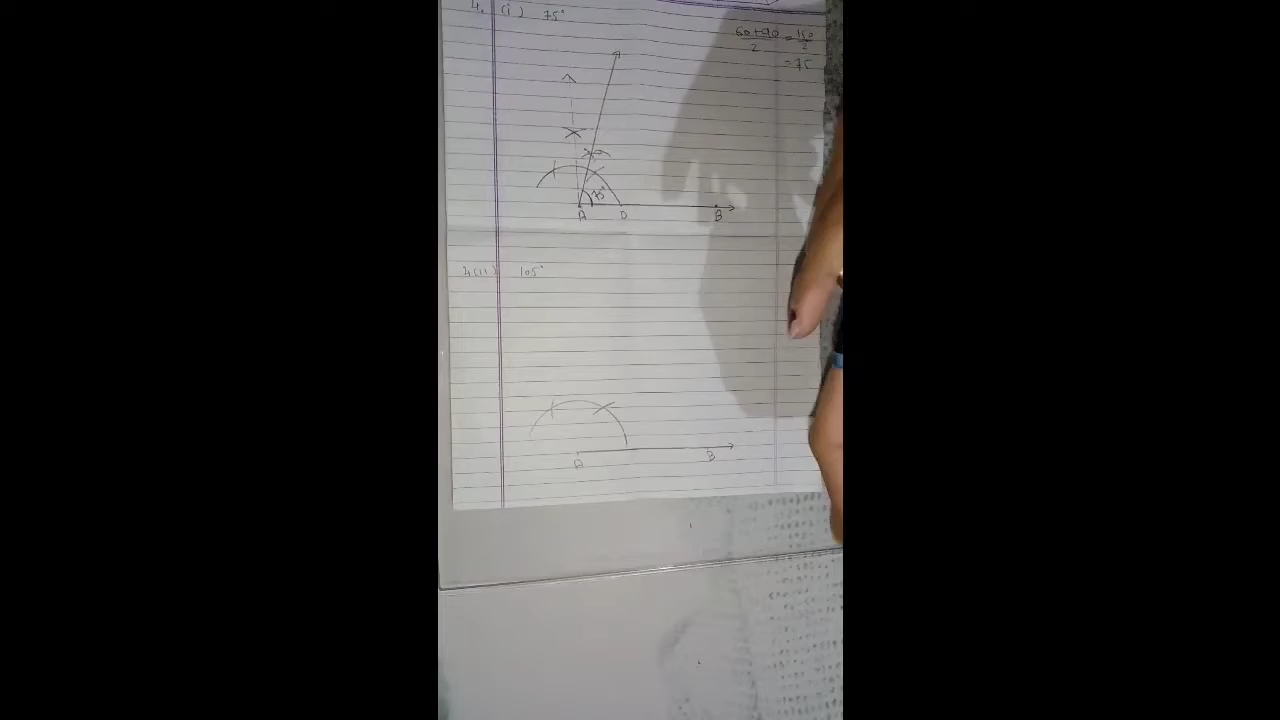 4. (i) 75°
60+90/2 = 150/2
= 75
75°
A D B
4(ii) 105°
A B